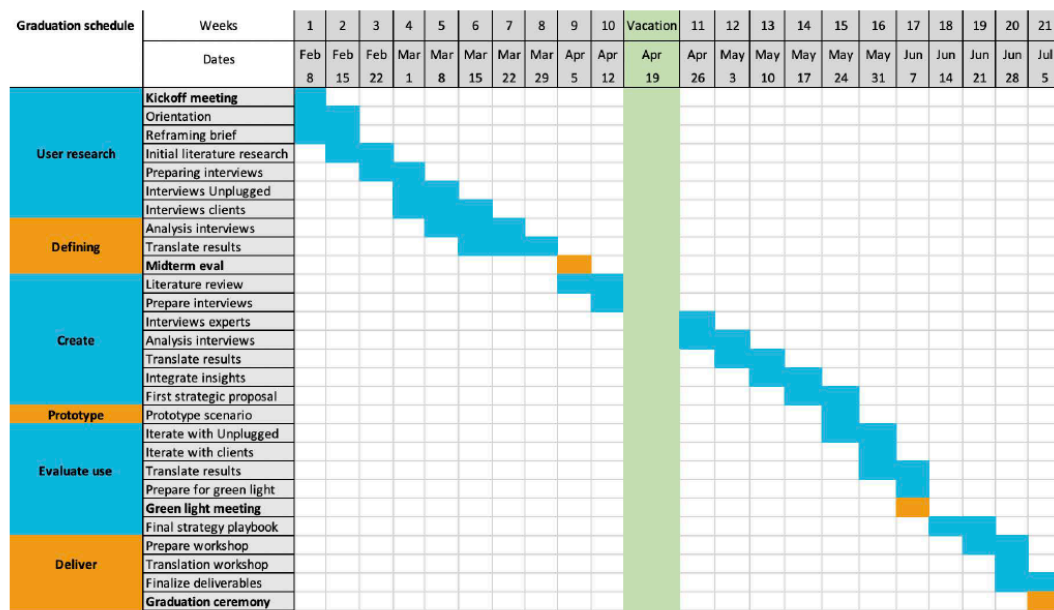 Graduation schedule Weeks 1 2 3 4 5 6 7 8 9 10 Vacation 11 12 13 14 15 16 17 18 19 20 21
Dates Feb Feb Feb Mar Mar Mar Mar Mar Apr Apr Apr Apr May May May May May Jun Jun Jun Jun Jul
8 15 22 1 8 15 22 29 5 12 19 26 3 10 17 24 31 7 14 21 28 5
Kickoff meeting
Orientation
Reframing brief
User research Initial literature research
Preparing interviews
Interviews Unplugged
Interviews clients
Analysis interviews
Defining Translate results
Midterm eval
Literature review
Prepare interviews
Interviews experts
Create Analysis interviews
Translate results
Integrate insights
First strategic proposal
Prototype Prototype scenario
Iterate with Unplugged
Iterate with clients
Evaluate use Translate results
Prepare for green light
Green light meeting
Final strategy playbook
Prepare workshop
Deliver Translation workshop
Finalize deliverables
Graduation ceremony